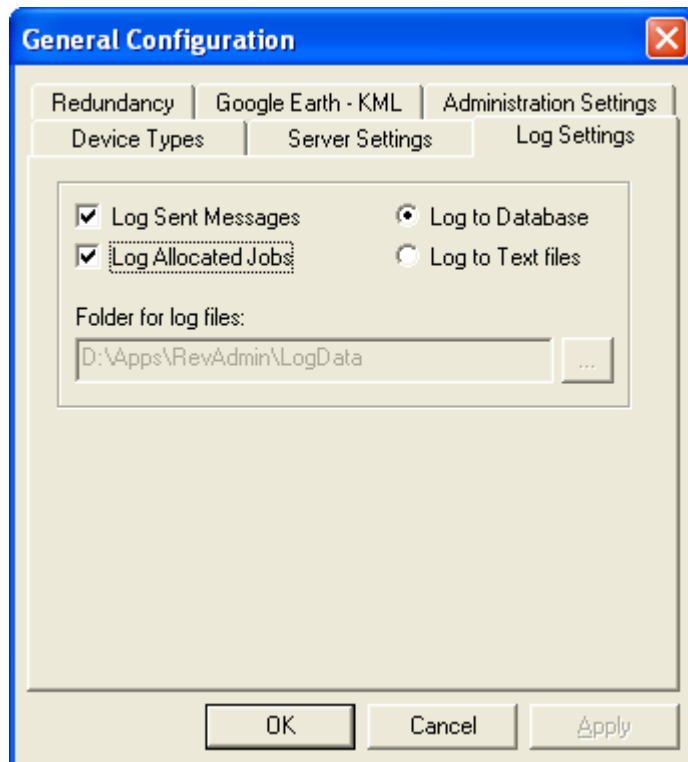 General Configuration
Redundancy Google Earth - KML Administration Settings
Device Types Server Settings Log Settings
Log Sent Messages Log to Database
Log Allocated Jobs Log to Text files
Folder for log files:
D:\Apps\RevAdmin\LogData ...
OK Cancel Apply